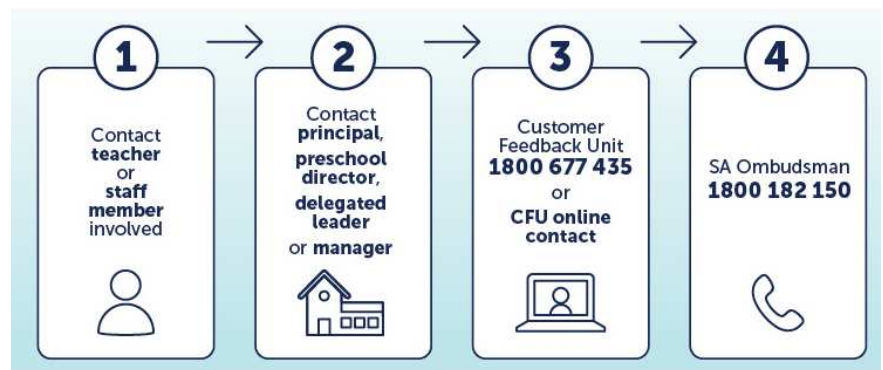 1
Contact
teacher
or
staff
member
involved
2
Contact
principal,
preschool
director,
delegated
leader
or manager
3
Customer
Feedback Unit
1800 677 435
or
CFU online
contact
4
SA Ombudsman
1800 182 150